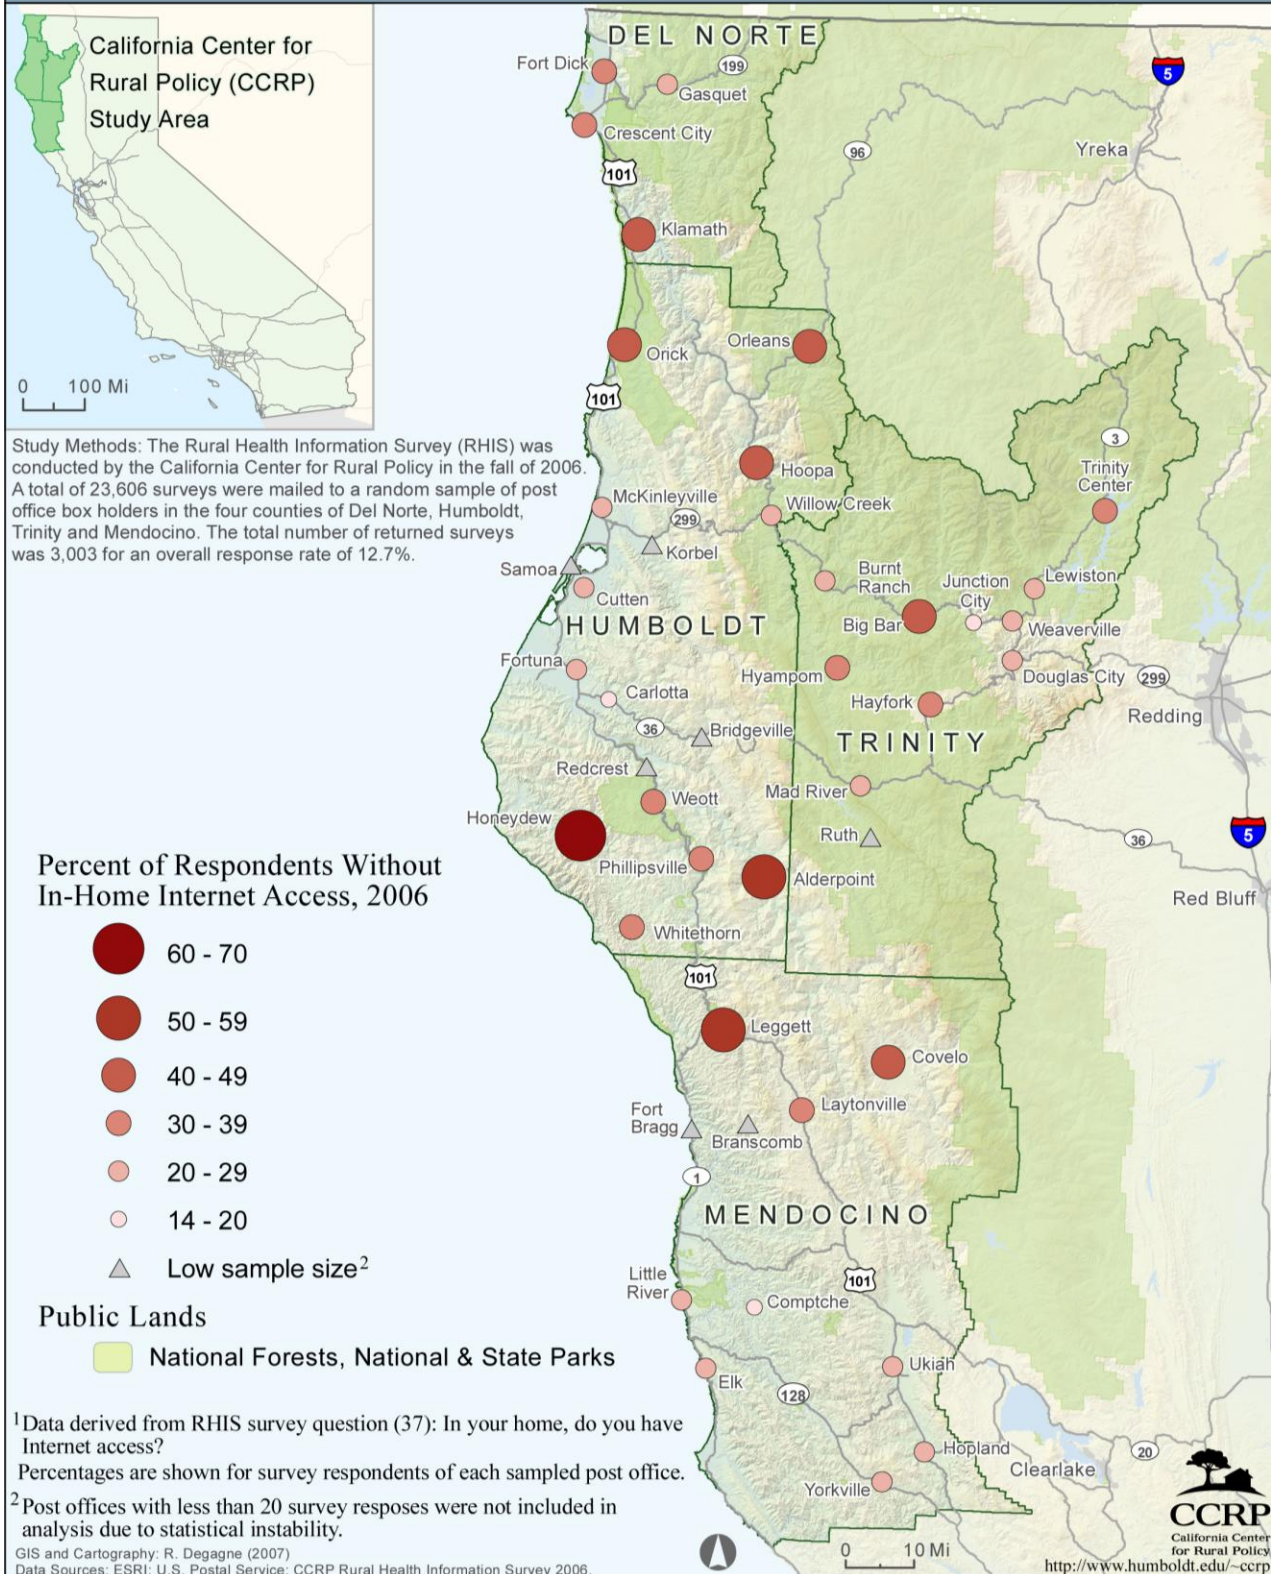 California Center for
Rural Policy (CCRP)
Study Area
0 100 Mi
Study Methods: The Rural Health Information Survey (RHIS) was
conducted by the California Center for Rural Policy in the fall of 2006.
A total of 23,606 surveys were mailed to a random sample of post
office box holders in the four counties of Del Norte, Humboldt,
Trinity and Mendocino. The total number of returned surveys
was 3,003 for an overall response rate of 12.7%.
DEL NORTE
Fort Dick
199
Gasquet
5
Crescent City
96
Yreka
101
Klamath
Orick
Orleans
101
3
Hoopa
Trinity
Center
McKinleyville
Willow Creek
299
Korbel
Samoa
Burnt
Ranch
Junction
City
Lewiston
Cutten
HUMBOLDT
Big Bar
Weaverville
Fortuna
Hyampom
Douglas City
299
Carlotta
Hayfork
Redding
36
Bridgeville
TRINITY
Redcrest
Mad River
Weott
Honeydew
Ruth
36
5
Phillipsville
Alderpoint
Red Bluff
Whitethorn
101
Leggett
Covelo
Laytonville
Fort
Bragg
Branscomb
1
MENDOCINO
Little
River
101
Comptche
Elk
Ukiah
128
Hopland
20
Clearlake
Yorkville
Percent of Respondents Without
In-Home Internet Access, 2006
60 - 70
50 - 59
40 - 49
30 - 39
20 - 29
14 - 20
Low sample size2
Public Lands
National Forests, National & State Parks
1Data derived from RHIS survey question (37): In your home, do you have
Internet access?
Percentages are shown for survey respondents of each sampled post office.
2Post offices with less than 20 survey resposes were not included in
analysis due to statistical instability.
GIS and Cartography: R. Degagne (2007)
Data Sources: ESRI; U.S. Postal Service; CCRP Rural Health Information Survey 2006.
0 10 Mi
CCRP
California Center
for Rural Policy
http://www.humboldt.edu/~ccrp